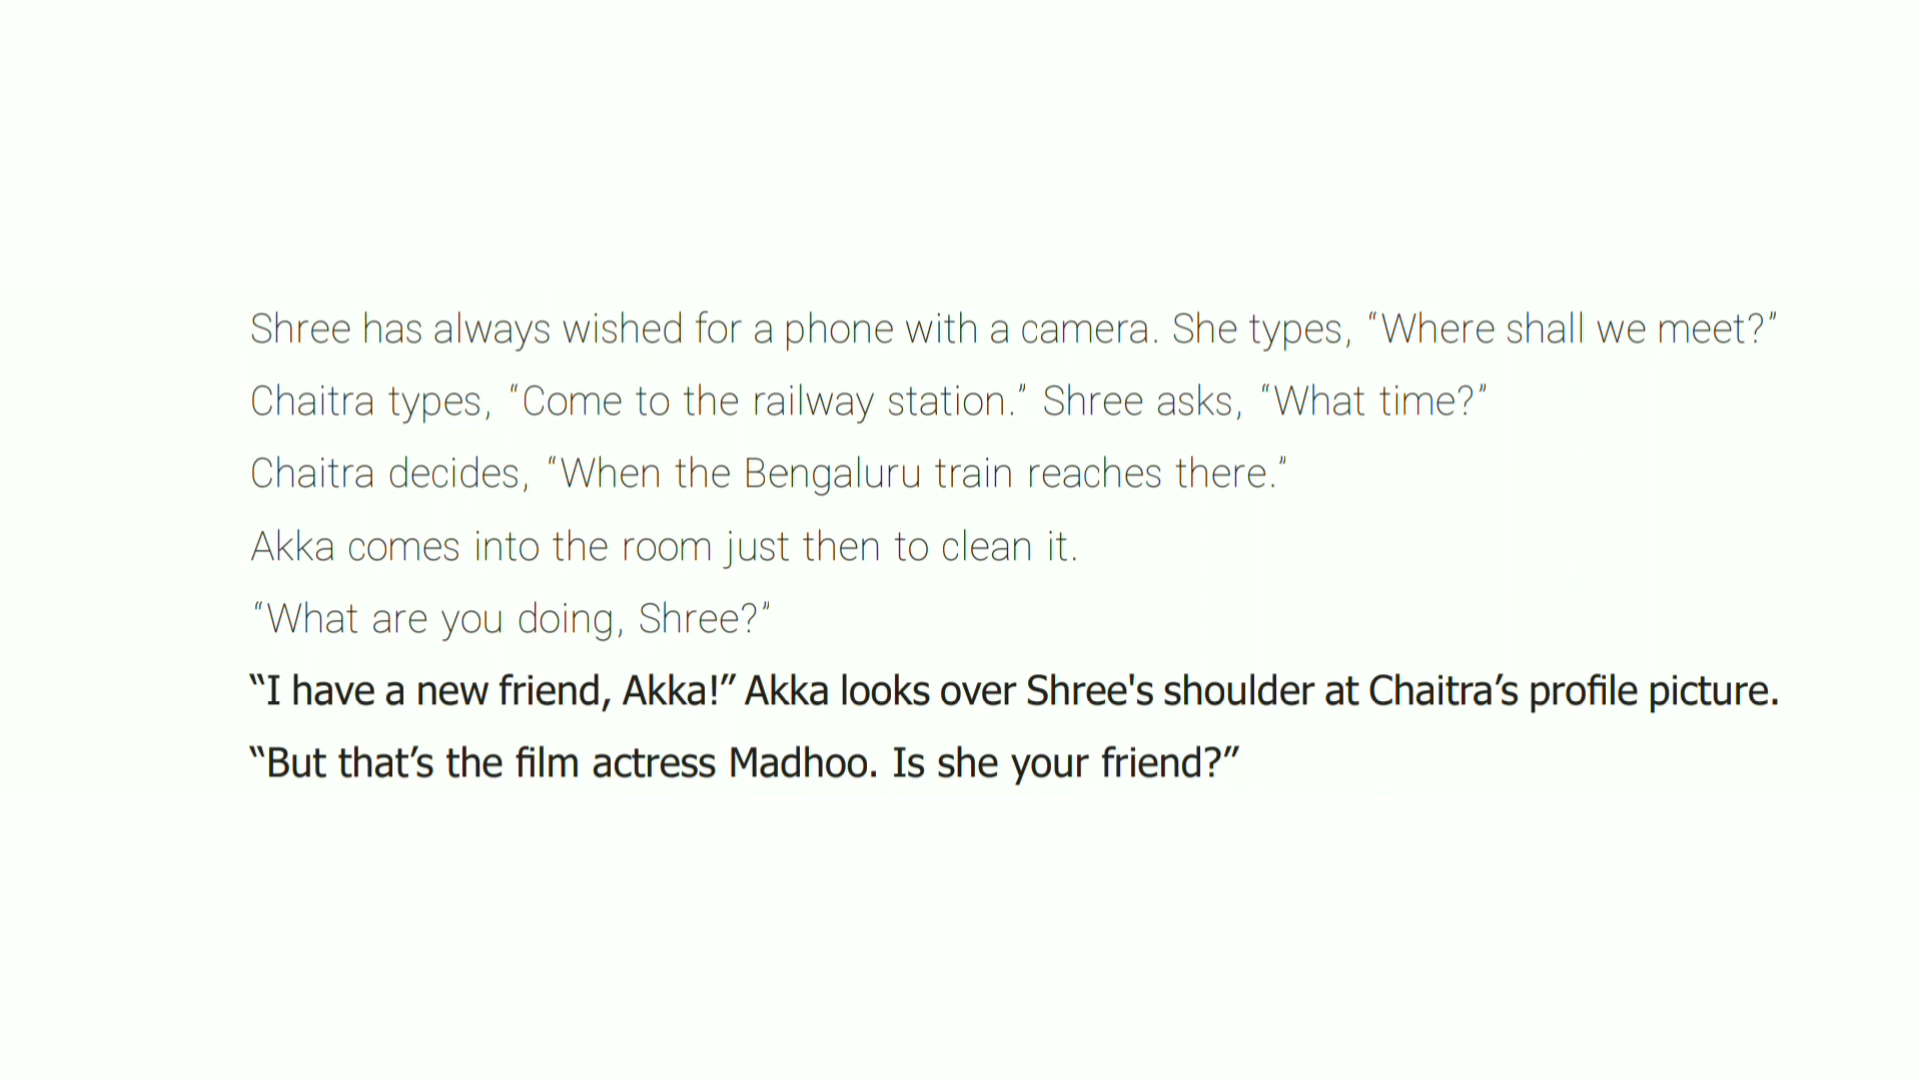 Shree has always wished for a phone with a camera. She types, “Where shall we meet?”
Chaitra types, “Come to the railway station.” Shree asks, “What time?”
Chaitra decides, “When the Bengaluru train reaches there.”
Akka comes into the room just then to clean it.
“What are you doing, Shree?”
“I have a new friend, Akka!” Akka looks over Shree's shoulder at Chaitra’s profile picture.
“But that’s the film actress Madhoo. Is she your friend?”